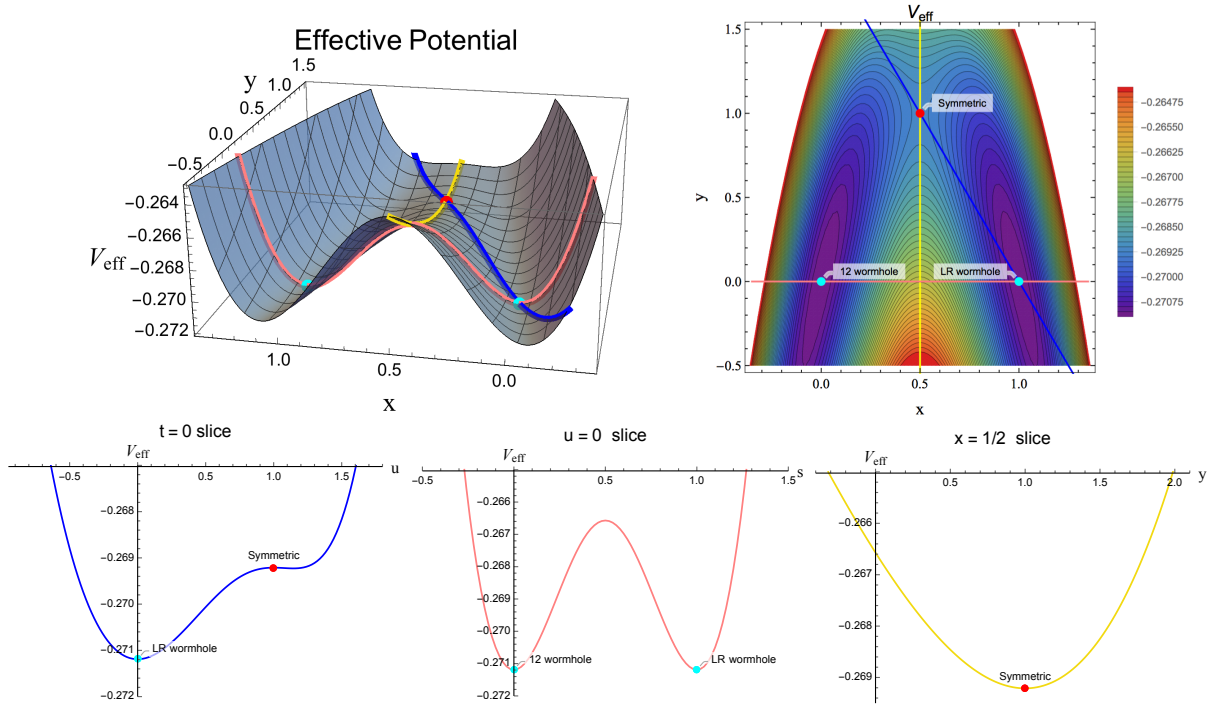 Effective Potential
y
1.5
1.0
0.5
0.0
-0.5
−0.264
−0.266
V_eff
−0.268
−0.270
−0.272
1.0
0.5
0.0
x
V_eff
1.5
1.0
0.5
0.0
-0.5
y
Symmetric
12 wormhole
LR wormhole
0.0
0.5
1.0
x
-0.26475
-0.26550
-0.26625
-0.26700
-0.26775
-0.26850
-0.26925
-0.27000
-0.27075
t = 0 slice
V_eff
u
-0.5
0.5
1.0
1.5
-0.268
-0.269
-0.270
-0.271
-0.272
Symmetric
LR wormhole
u = 0 slice
V_eff
s
-0.5
0.5
1.0
1.5
-0.266
-0.267
-0.268
-0.269
-0.270
-0.271
-0.272
12 wormhole
LR wormhole
x = 1/2 slice
V_eff
y
0.5
1.0
1.5
2.0
-0.266
-0.267
-0.268
-0.269
Symmetric